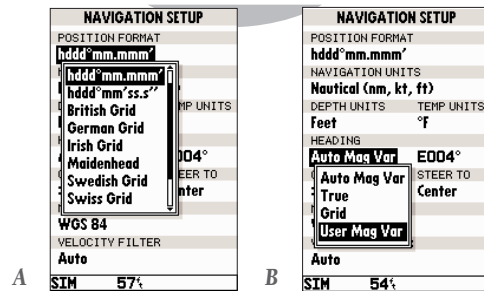 NAVIGATION SETUP
POSITION FORMAT
hddd°mm.mmm'
hddd°mm.mmm'
hddd°mm'ss.s''
British Grid
German Grid
Irish Grid
Maidenhead
Swedish Grid
Swiss Grid
MP UNITS
004°
EER TO
nter
WGS 84
VELOCITY FILTER
Auto
SIM 57
A
NAVIGATION SETUP
POSITION FORMAT
hddd°mm.mmm'
NAVIGATION UNITS
Nautical (nm, kt, ft)
DEPTH UNITS TEMP UNITS
Feet °F
HEADING
Auto Mag Var E004°
STEER TO
Center
Auto Mag Var
True
Grid
User Mag Var
Auto
SIM 54
B